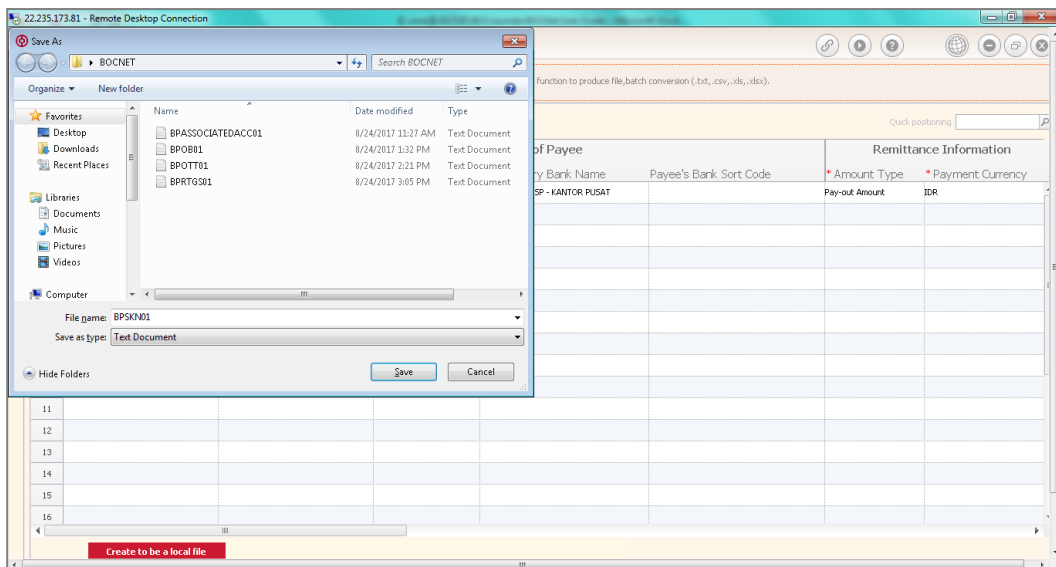 22.235.173.81 - Remote Desktop Connection
Save As
BOCNET
Search BOCNET
Organize
New folder
Favorites
Desktop
Downloads
Recent Places
Libraries
Documents
Music
Pictures
Videos
Computer
Name Date modified Type
BPASSOCIATEDACC01 8/24/2017 11:27 AM Text Document
BPOB01 8/24/2017 1:32 PM Text Document
BPOTT01 8/24/2017 2:21 PM Text Document
BPRTGS01 8/24/2017 3:05 PM Text Document
File name: BPSKN01
Save as type: Text Document
Hide Folders
Save
Cancel
function to produce file,batch conversion (.txt,.csv,.xls,.xlsx).
Quick positioning
of Payee Remittance Information
ry Bank Name Payee's Bank Sort Code * Amount Type * Payment Currency
SP - KANTOR PUSAT Pay-out Amount IDR
11
12
13
14
15
16
Create to be a local file